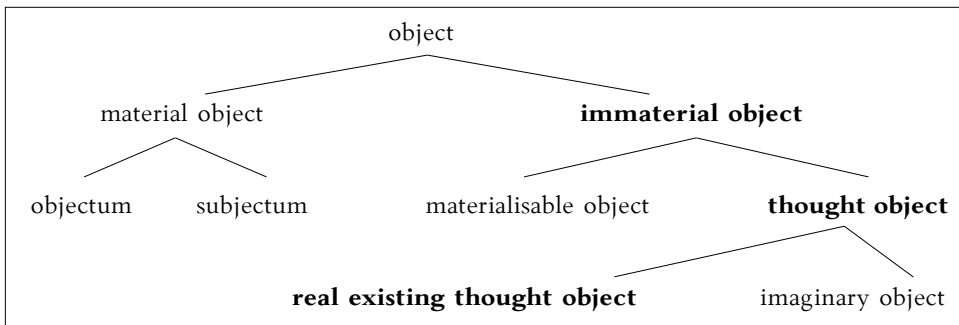 object
material object immaterial object
objectum subjectum materialisable object thought object
real existing thought object imaginary object